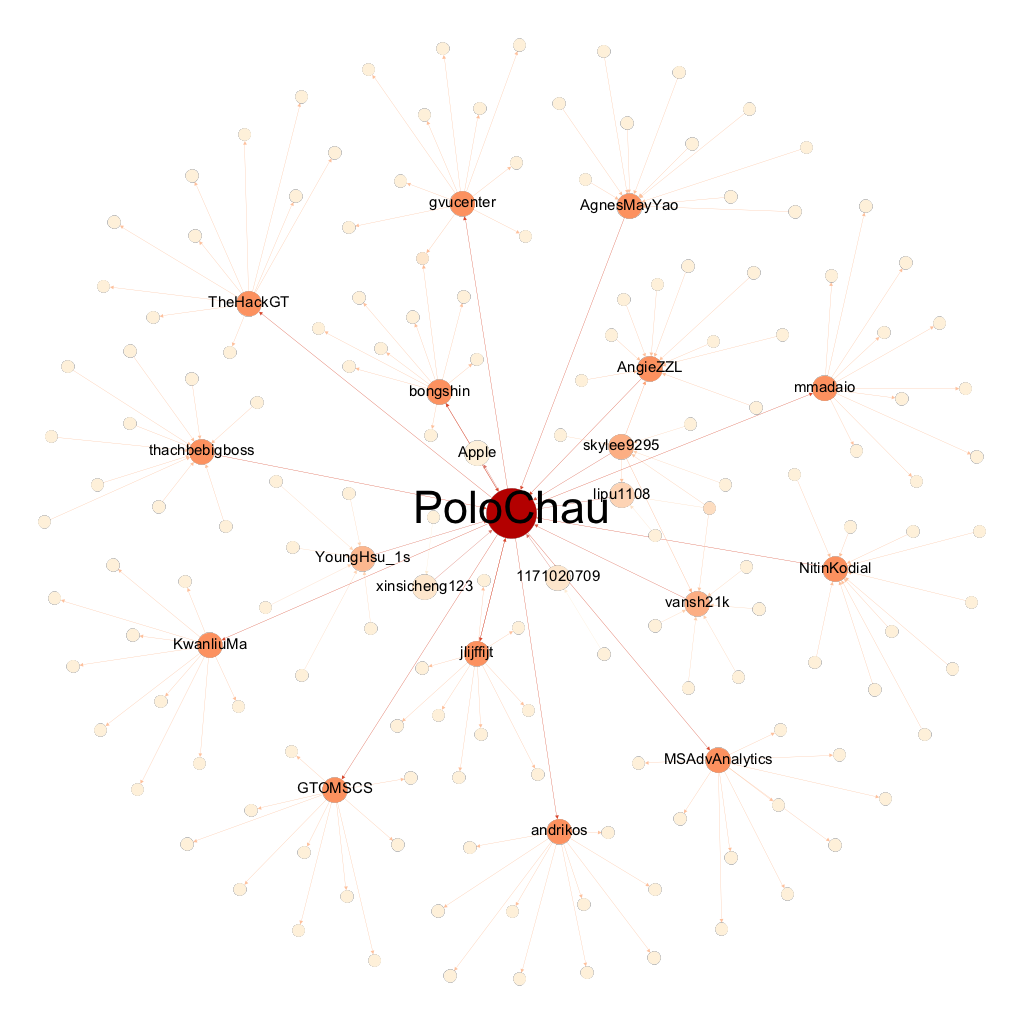 gvucenter
AgnesMayYao
TheHackGT
AngieZZL
mmadaio
bongshin
skylee9295
thachbebigboss
Apple
lipu1108
PoloChau
YoungHsu_1s
NitinKodial
1171020709
xinsicheng123
vansh21k
KwanliuMa
jlijffijt
MSAdvAnalytics
GTOMSCS
andrikos